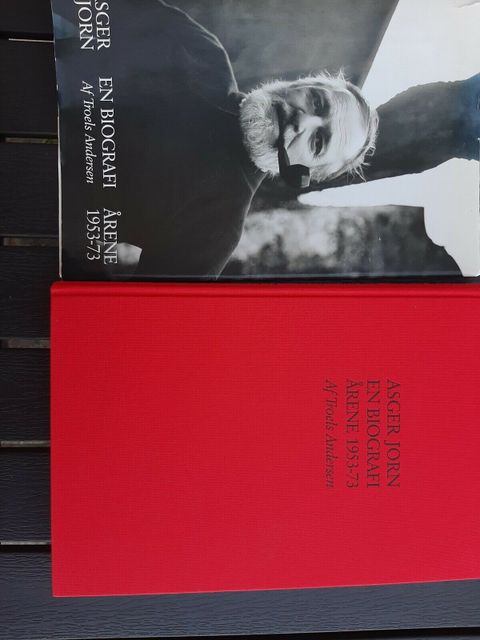 ASGER
JORN
EN BIOGRAFI
Af Troels Andersen
ÅRENE
1953-73
ASGER JORN
EN BIOGRAFI
ÅRENE 1953-73
Af Troels Andersen